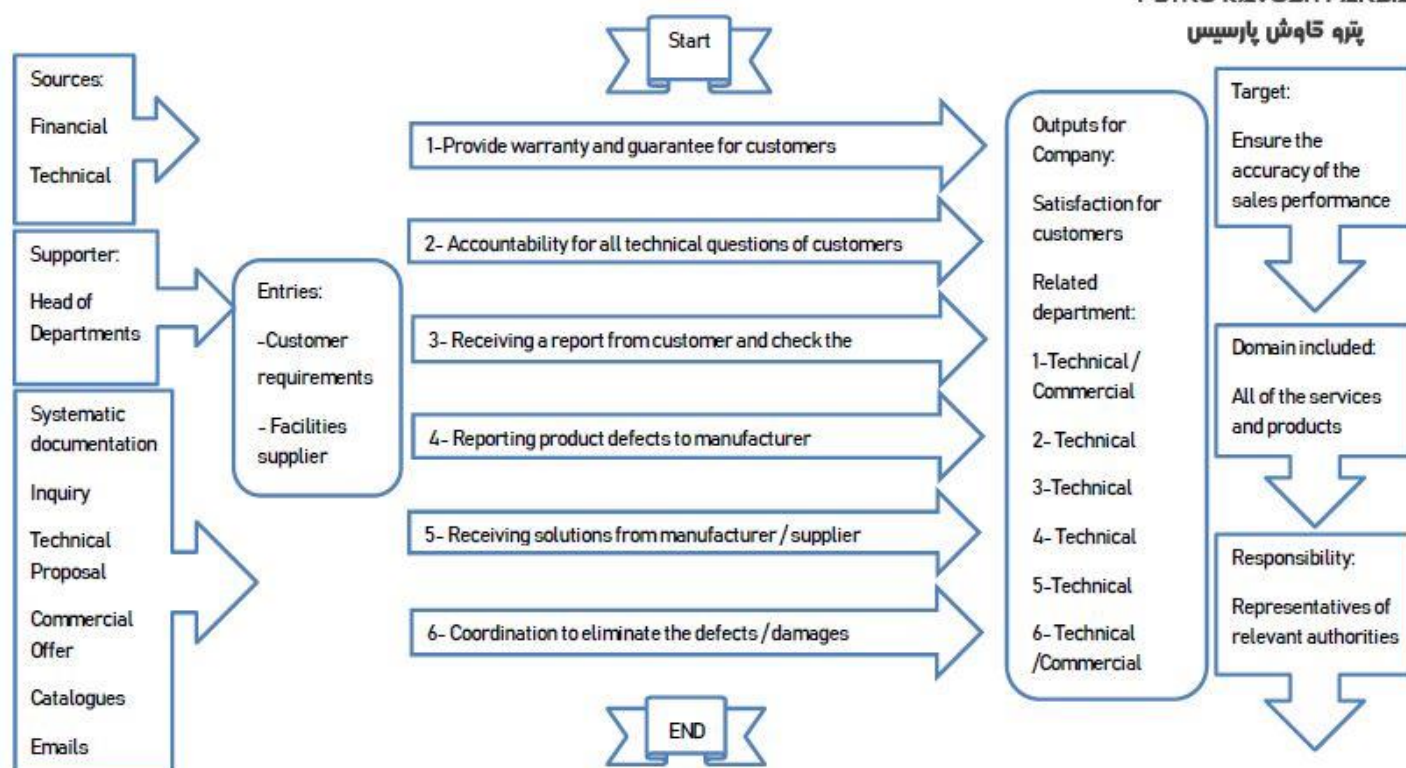 پترو کاوش پارسیس
Start
Sources:
Financial
Technical
Supporter:
Head of
Departments
Systematic
documentation
Inquiry
Technical
Proposal
Commercial
Offer
Catalogues
Emails
Entries:
-Customer
requirements
- Facilities
supplier
1-Provide warranty and guarantee for customers
2- Accountability for all technical questions of customers
3- Receiving a report from customer and check the
4- Reporting product defects to manufacturer
5- Receiving solutions from manufacturer / supplier
6- Coordination to eliminate the defects / damages
END
Outputs for
Company:
Satisfaction for
customers
Related
department:
1-Technical /
Commercial
2- Technical
3-Technical
4- Technical
5-Technical
6- Technical
/Commercial
Target:
Ensure the
accuracy of the
sales performance
Domain included:
All of the services
and products
Responsibility:
Representatives of
relevant authorities